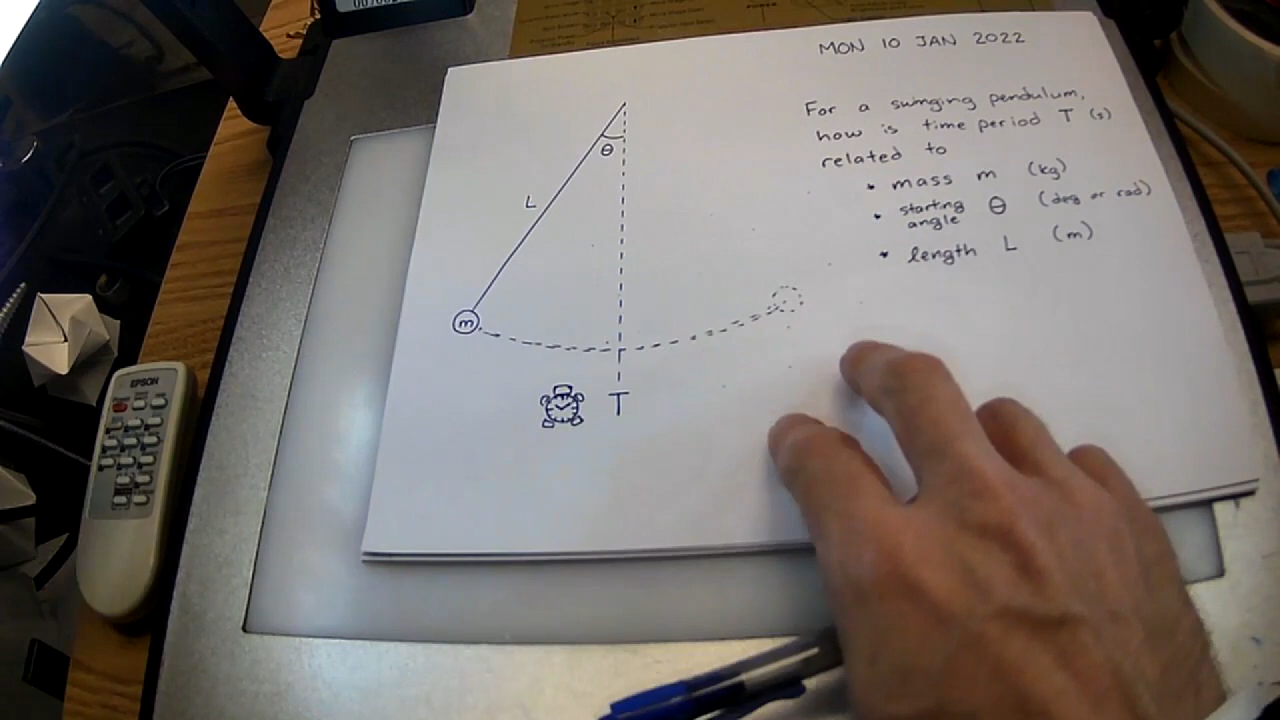 MON 10 JAN 2022
For a swinging pendulum,
how is time period T (s)
related to
• mass m (kg)
• starting angle θ (deg or rad)
• length L (m)
θ
L
m
T
EPSON